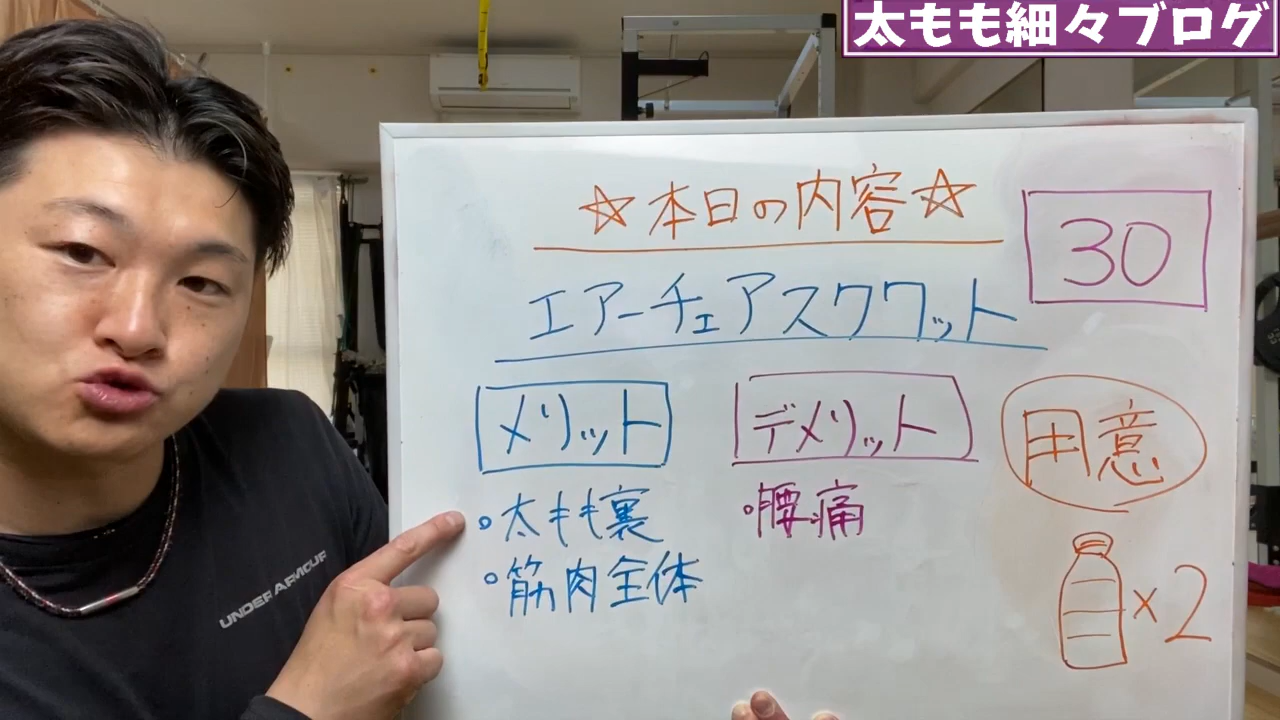 太もも細々ブログ
☆本日の内容☆
30
エアーチェアスクワット
メリット
デメリット
用意
・太もも裏
・筋肉全体
・腰痛
×2
UNDER ARMOUR